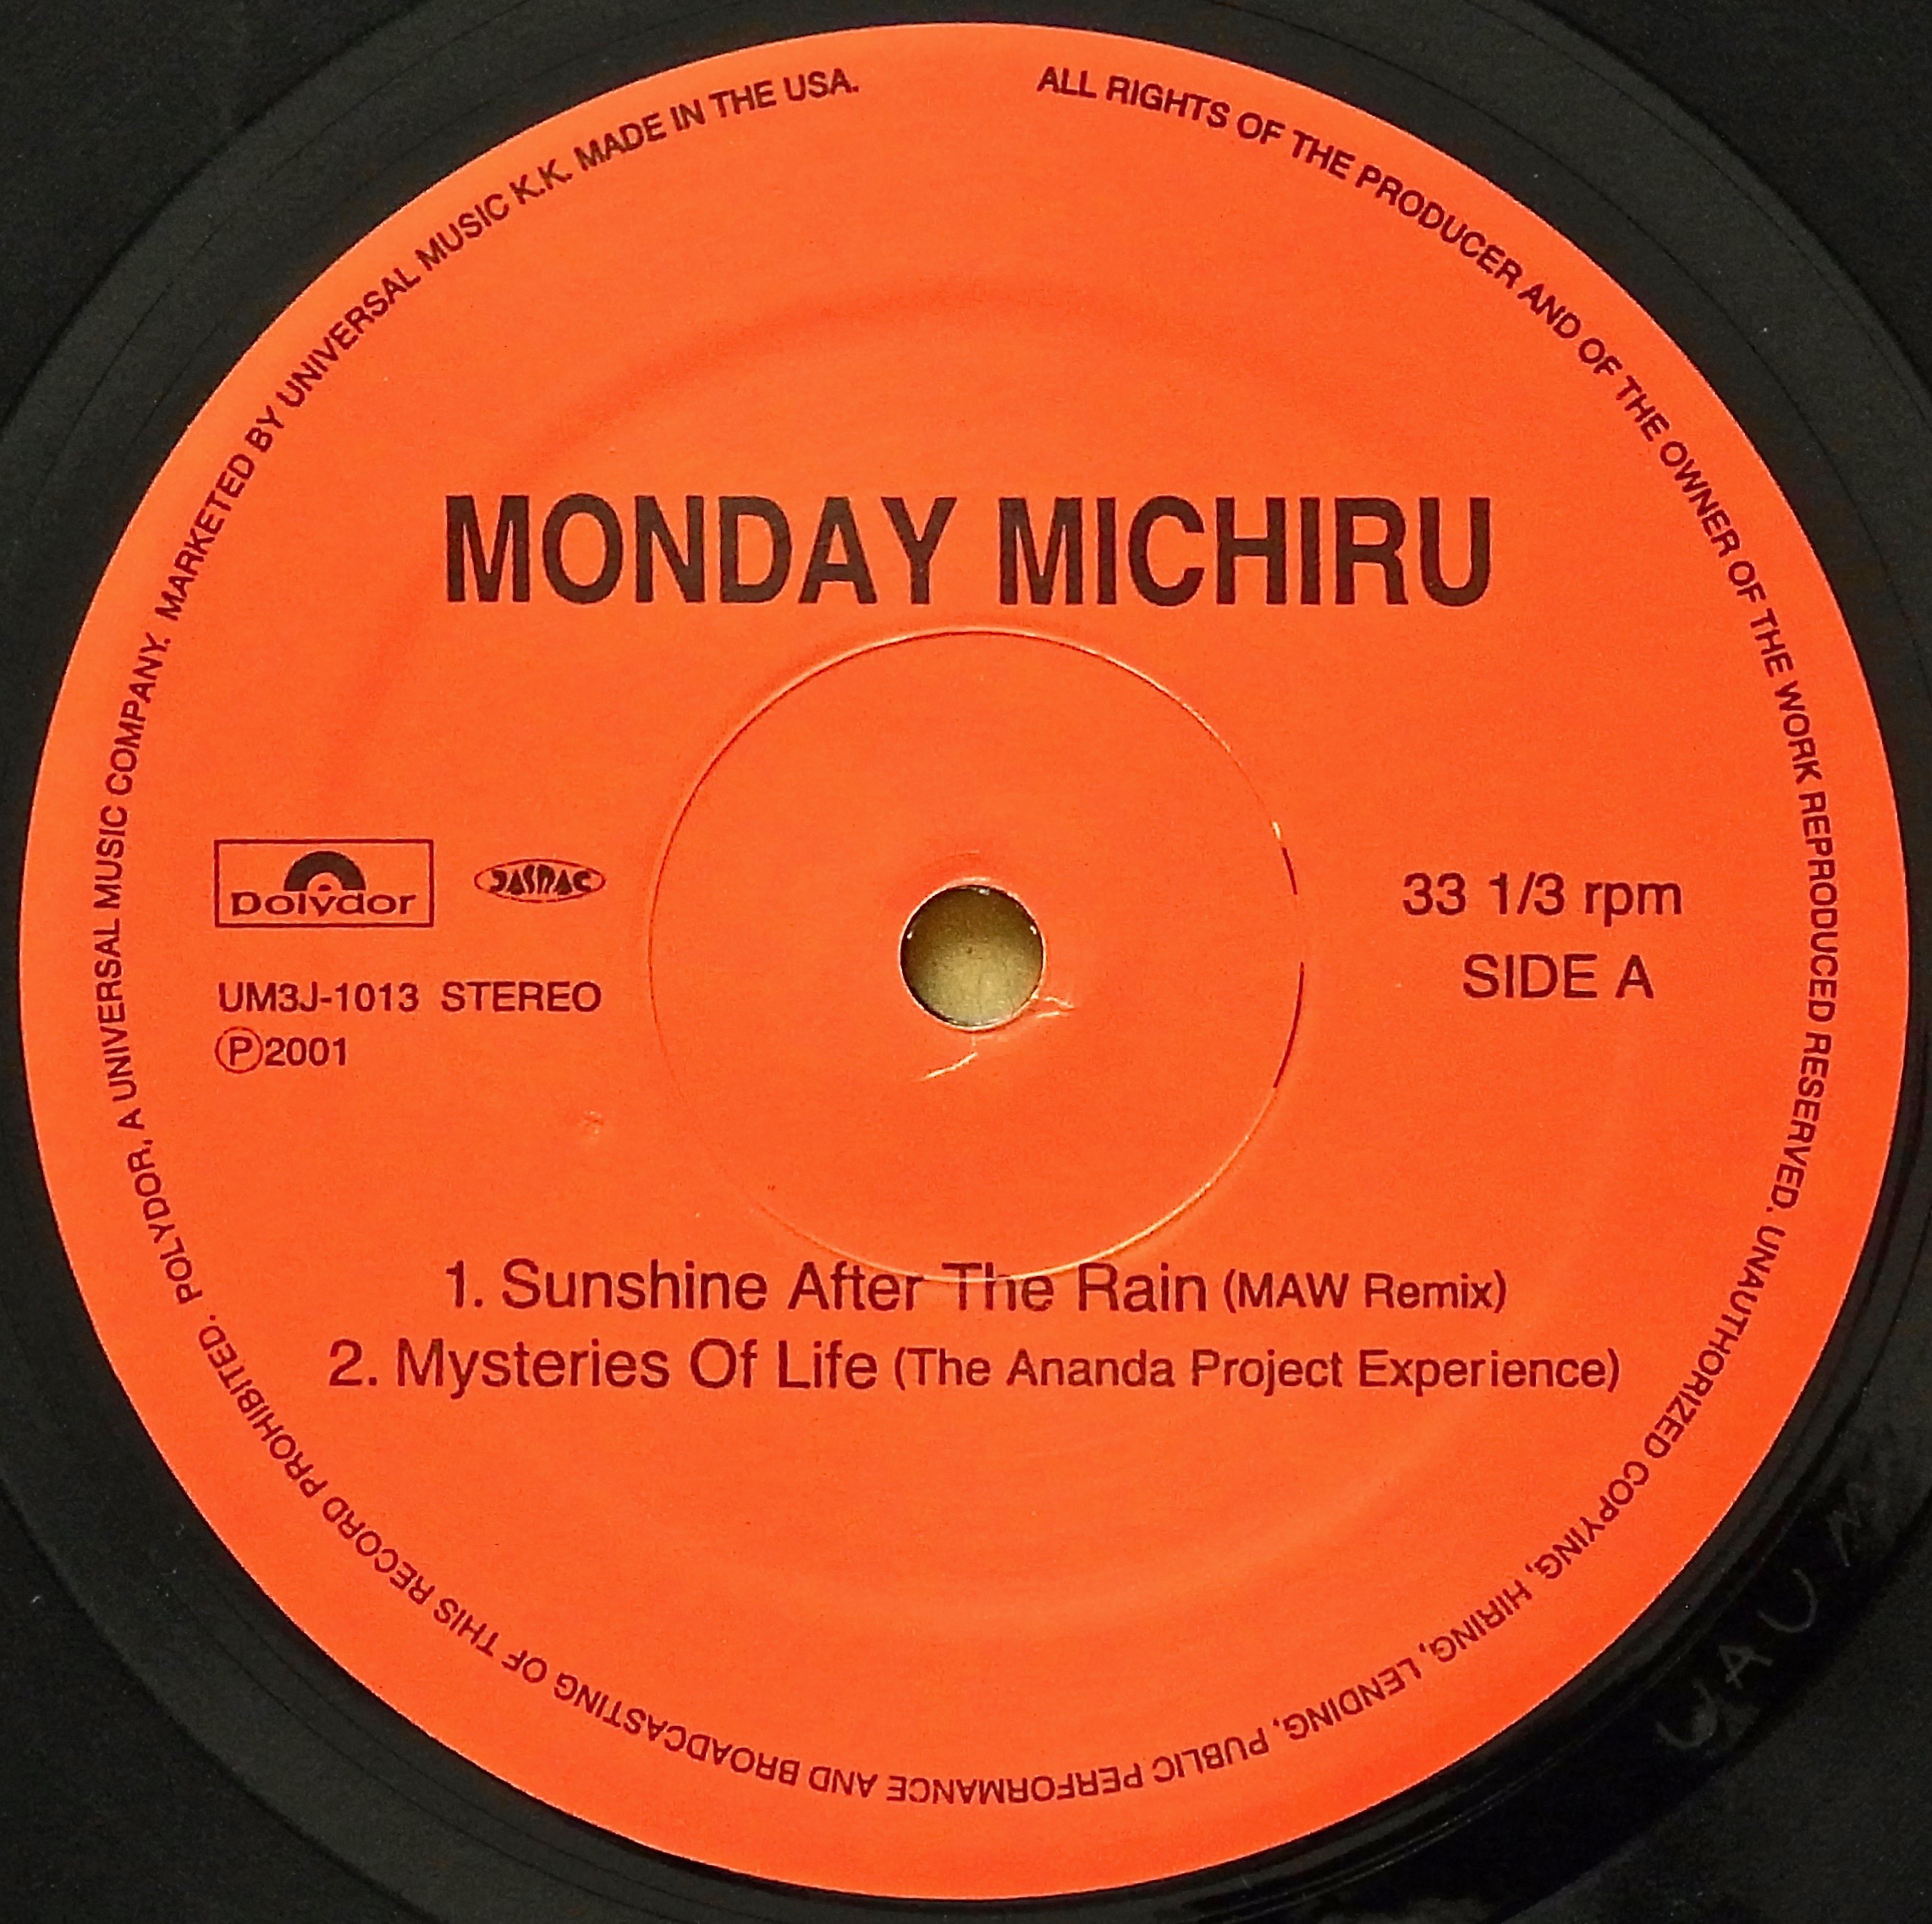 ALL RIGHTS OF THE PRODUCER AND OF THE OWNER OF THE WORK REPRODUCED RESERVED. UNAUTHORIZED COPYING, HIRING, LENDING, PUBLIC PERFORMANCE AND BROADCASTING OF THIS RECORD PROHIBITED. POLYDOR, A UNIVERSAL MUSIC COMPANY. MARKETED BY UNIVERSAL MUSIC K.K. MADE IN THE USA.
MONDAY MICHIRU
Polydor JASRAC
UM3J-1013 STEREO
Ⓟ2001
33 1/3 rpm
SIDE A
1. Sunshine After The Rain (MAW Remix)
2. Mysteries Of Life (The Ananda Project Experience)